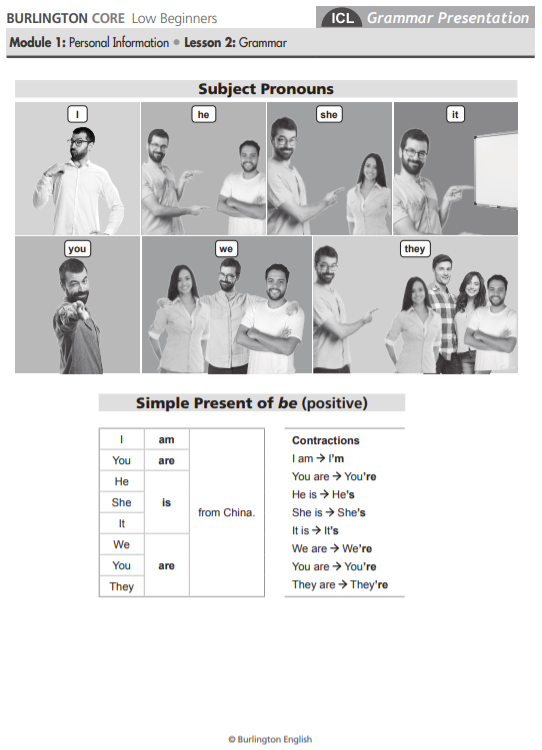 BURLINGTON CORE Low Beginners
ICL Grammar Presentation
Module 1: Personal Information • Lesson 2: Grammar
Subject Pronouns
I
he
she
it
you
we
they
Simple Present of be (positive)
I am
You are
He
She is
It
from China.
We
You are
They
Contractions
I am → I'm
You are → You're
He is → He's
She is → She's
It is → It's
We are → We're
You are → You're
They are → They're
© Burlington English